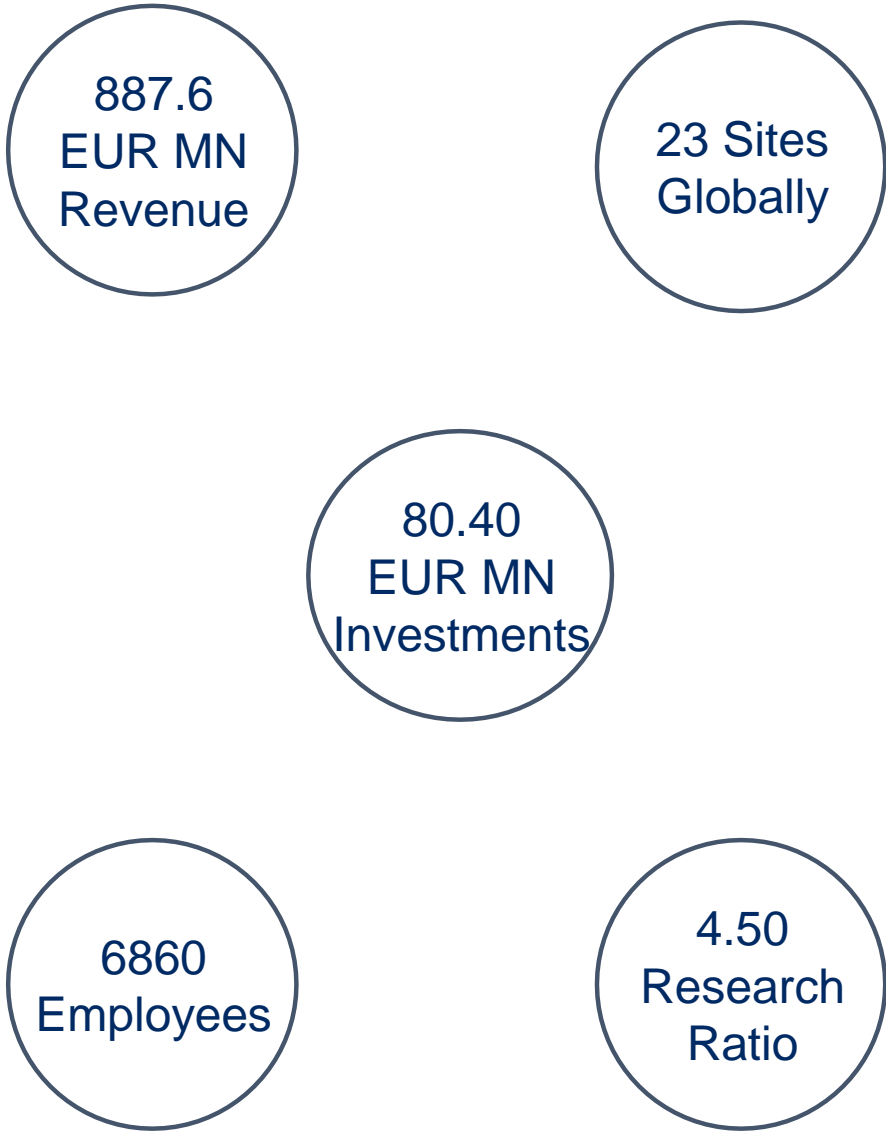 887.6
EUR MN
Revenue
23 Sites
Globally
80.40
EUR MN
Investments
6860
Employees
4.50
Research
Ratio